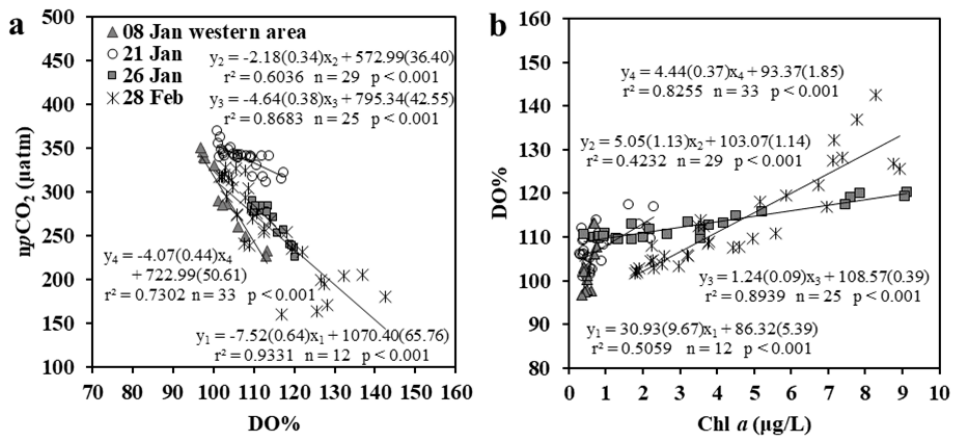 a
500
450
400
350
300
250
200
150
100
70 80 90 100 110 120 130 140 150 160
npCO₂ (µatm)
DO%
08 Jan western area
21 Jan
26 Jan
28 Feb
y₂ = -2.18(0.34)x₂ + 572.99(36.40)
r² = 0.6036 n = 29 p < 0.001
y₃ = -4.64(0.38)x₃ + 795.34(42.55)
r² = 0.8683 n = 25 p < 0.001
y₄ = -4.07(0.44)x₄
+ 722.99(50.61)
r² = 0.7302 n = 33 p < 0.001
y₁ = -7.52(0.64)x₁ + 1070.40(65.76)
r² = 0.9331 n = 12 p < 0.001
b
160
150
140
130
120
110
100
90
80
0 1 2 3 4 5 6 7 8 9 10
DO%
Chl a (µg/L)
y₄ = 4.44(0.37)x₄ + 93.37(1.85)
r² = 0.8255 n = 33 p < 0.001
y₂ = 5.05(1.13)x₂ + 103.07(1.14)
r² = 0.4232 n = 29 p < 0.001
y₃ = 1.24(0.09)x₃ + 108.57(0.39)
r² = 0.8939 n = 25 p < 0.001
y₁ = 30.93(9.67)x₁ + 86.32(5.39)
r² = 0.5059 n = 12 p < 0.001